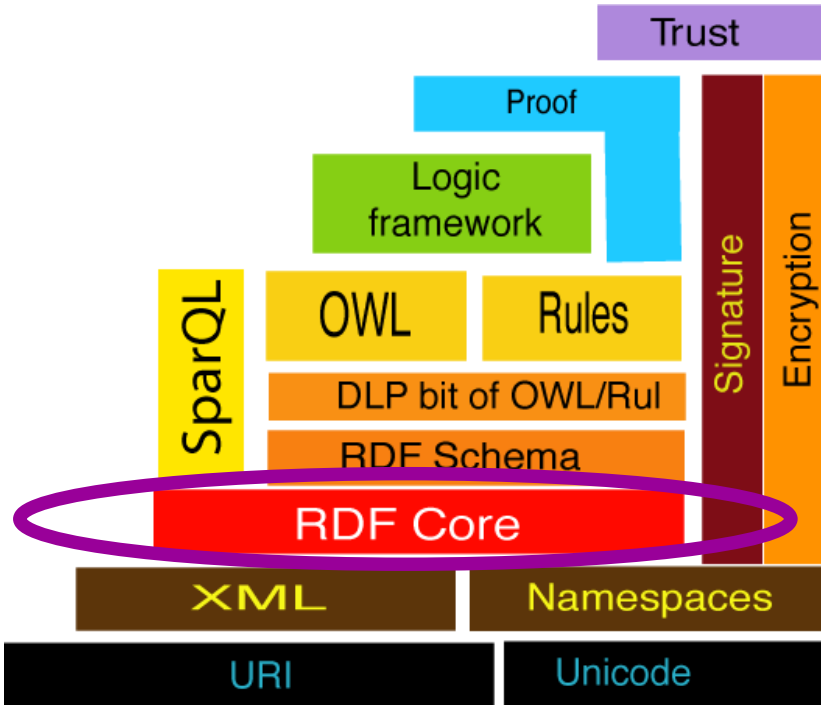 Trust
Proof
Logic
framework
SparQL
OWL
Rules
Signature
Encryption
DLP bit of OWL/Rul
RDF Schema
RDF Core
XML
Namespaces
URI
Unicode